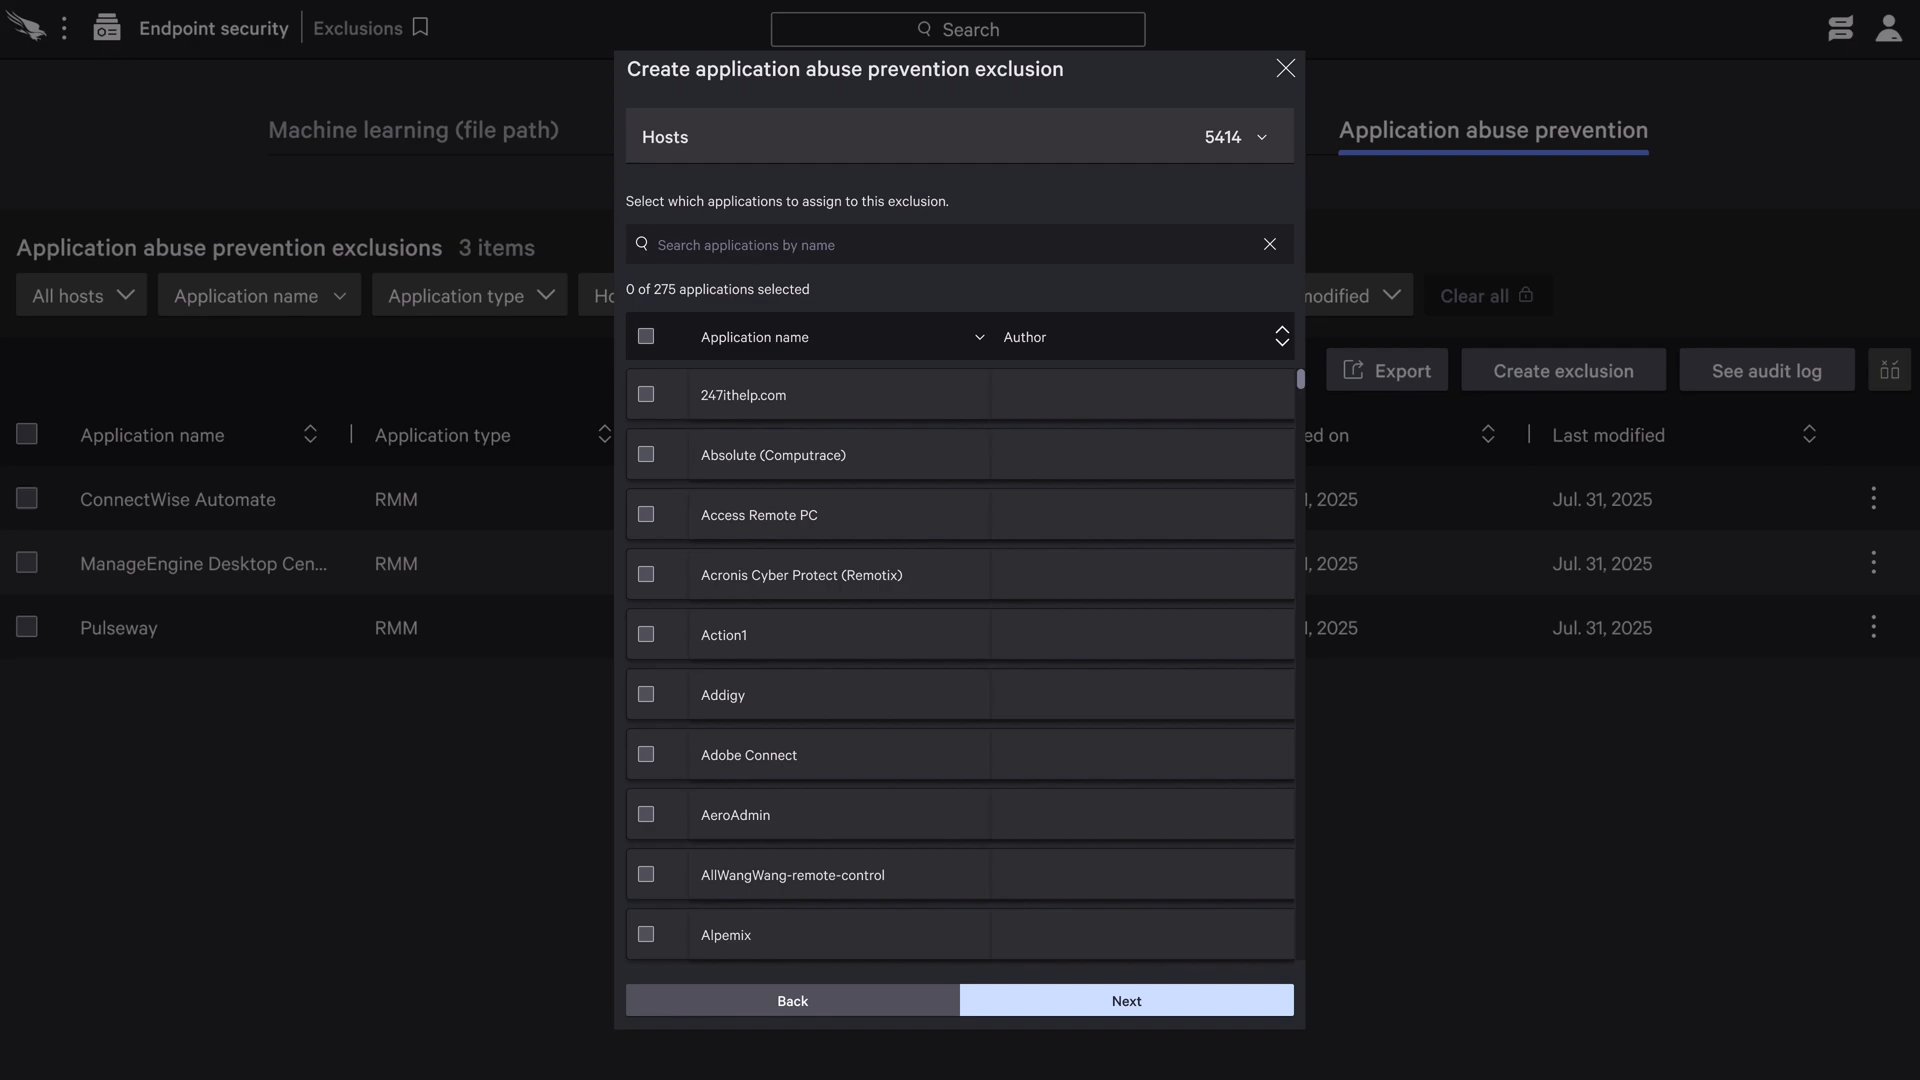 Endpoint security
Exclusions
Search
Create application abuse prevention exclusion
Machine learning (file path)
Application abuse prevention
Hosts
5414
Select which applications to assign to this exclusion.
Search applications by name
0 of 275 applications selected
Application name
Author
247ithelp.com
Absolute (Computrace)
Access Remote PC
Acronis Cyber Protect (Remotix)
Action1
Addigy
Adobe Connect
AeroAdmin
AllWangWang-remote-control
Alpemix
Back
Next
Application abuse prevention exclusions 3 items
All hosts
Application name
Application type
Clear all
Export
Create exclusion
See audit log
Application name
Application type
Last modified
ConnectWise Automate
RMM
, 2025
Jul. 31, 2025
ManageEngine Desktop Cen...
RMM
, 2025
Jul. 31, 2025
Pulseway
RMM
, 2025
Jul. 31, 2025